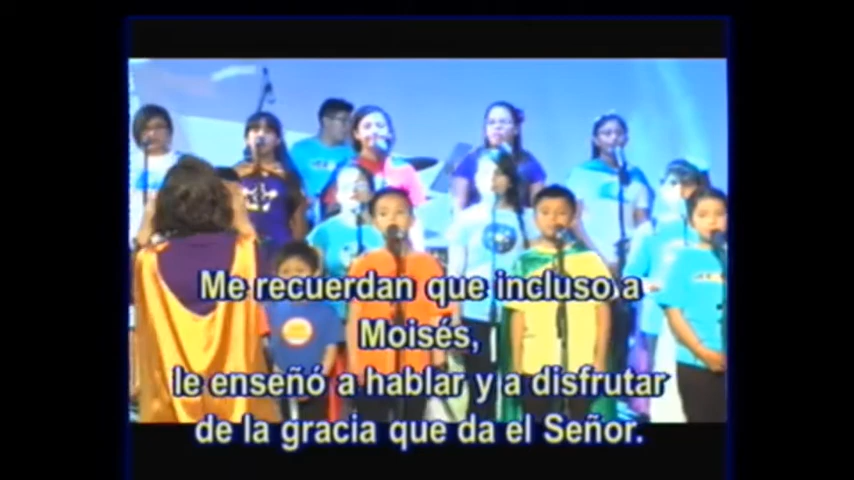 Me recuerdan que incluso a
Moisés,
le enseñó a hablar y a disfrutar
de la gracia que da el Señor.